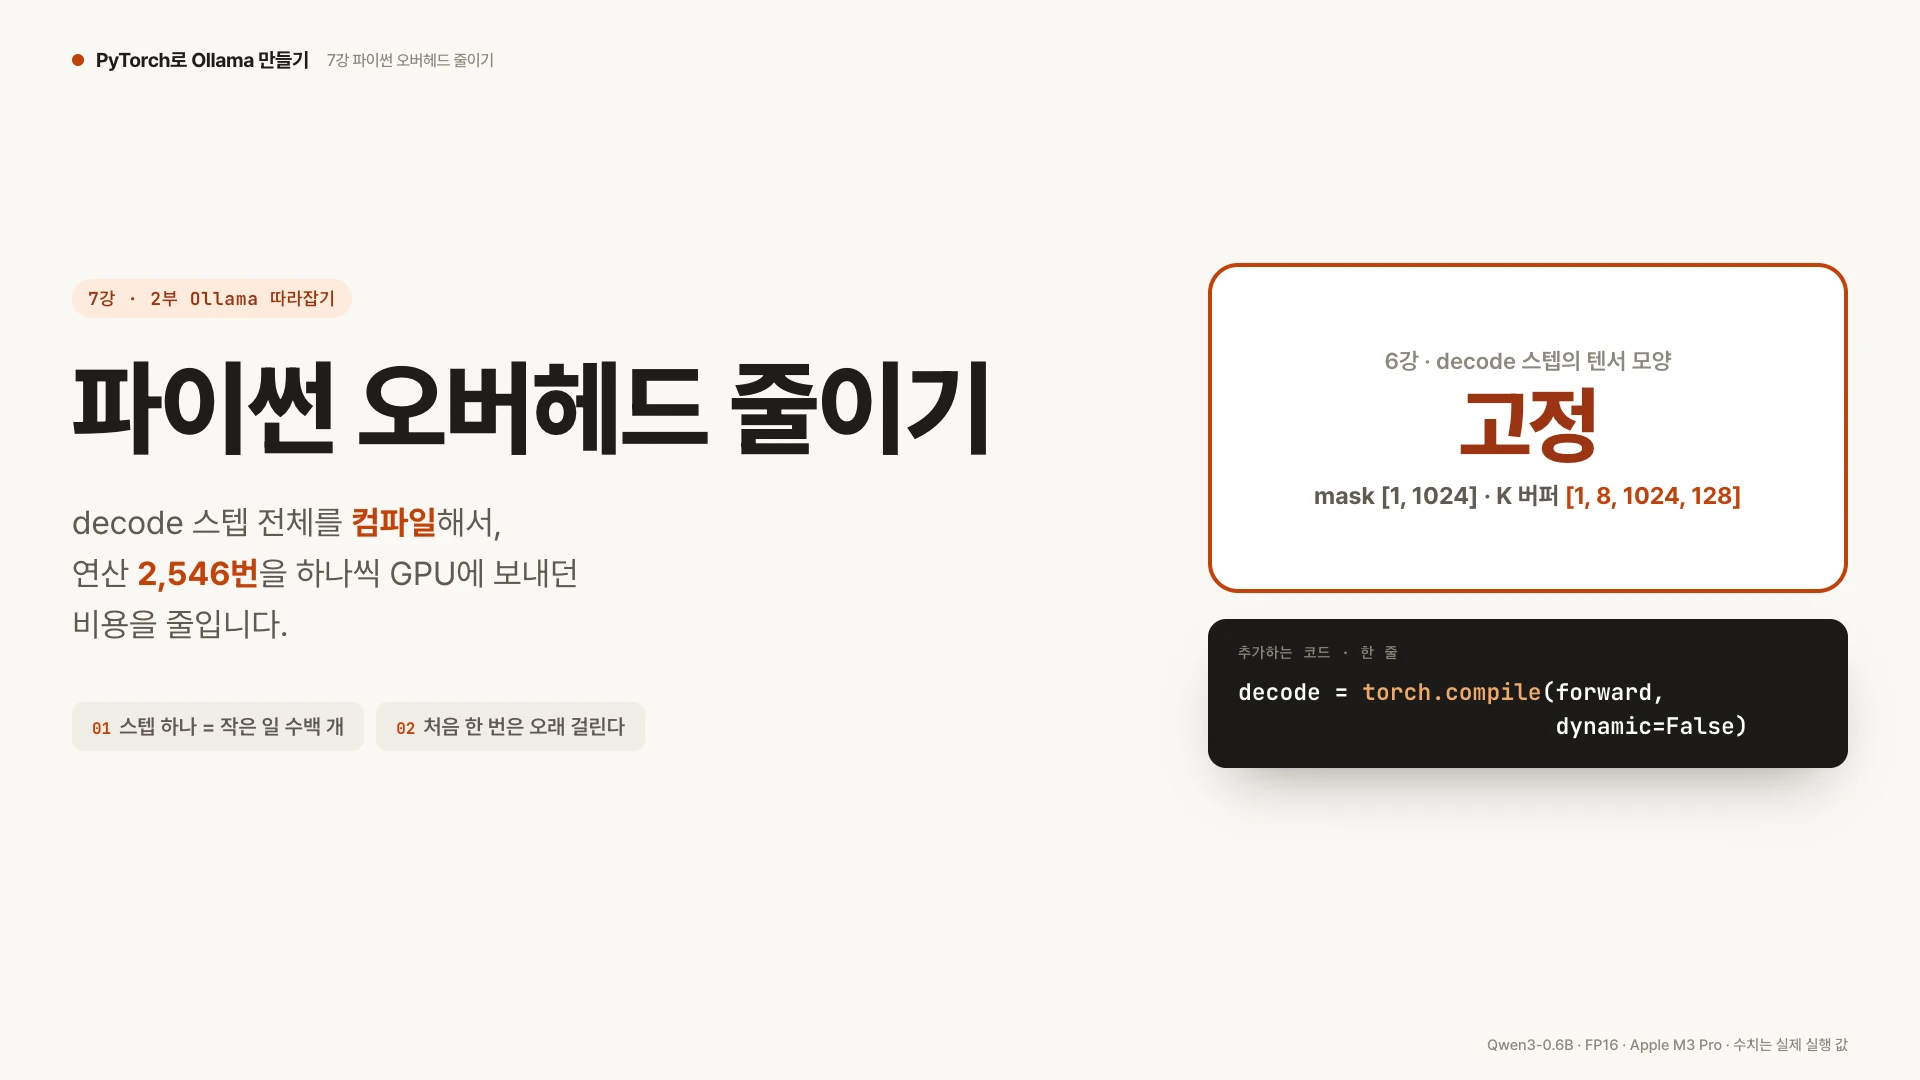 PyTorch로 Ollama 만들기 7강 파이썬 오버헤드 줄이기
7강 · 2부 Ollama 따라잡기
파이썬 오버헤드 줄이기
decode 스텝 전체를 컴파일해서,
연산 2,546번을 하나씩 GPU에 보내던
비용을 줄입니다.
01 스텝 하나 = 작은 일 수백 개
02 처음 한 번은 오래 걸린다
6강 · decode 스텝의 텐서 모양
고정
mask [1, 1024] · K 버퍼 [1, 8, 1024, 128]
추가하는 코드 · 한 줄
decode = torch.compile(forward,
dynamic=False)
Qwen3-0.6B · FP16 · Apple M3 Pro · 수치는 실제 실행 값